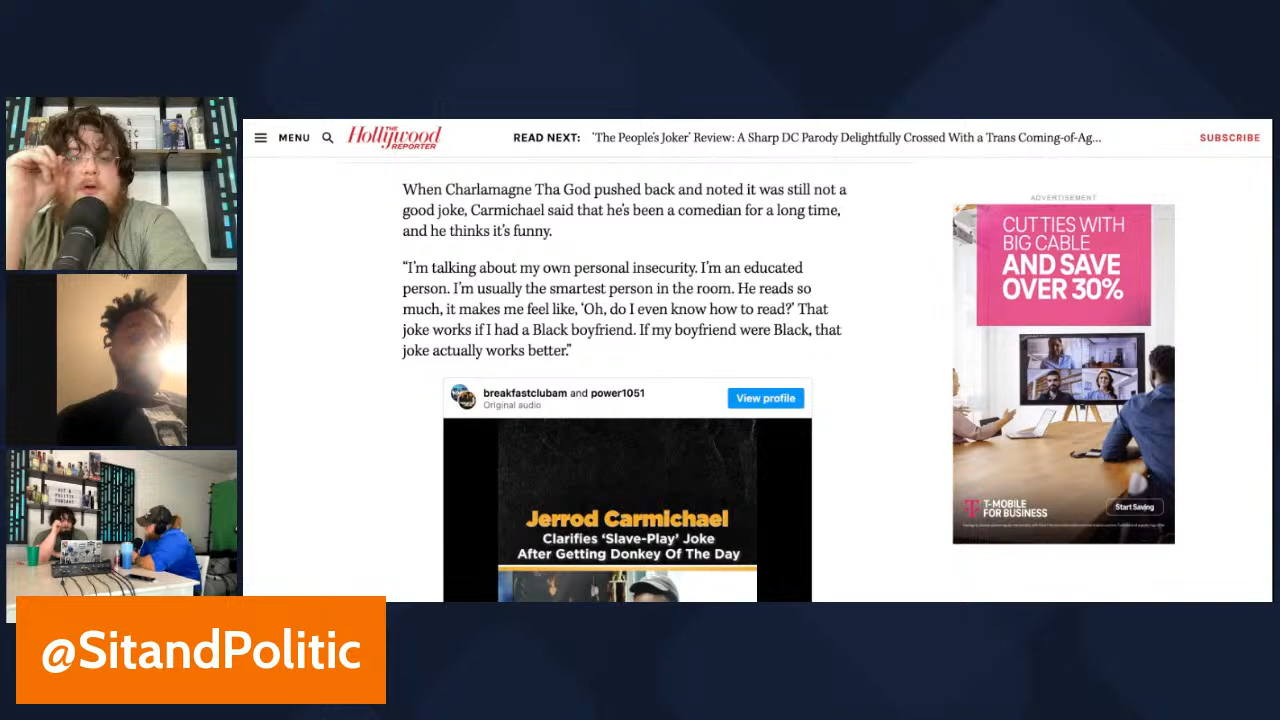 MENU
THE
Hollywood
REPORTER
READ NEXT: 'The People's Joker' Review: A Sharp DC Parody Delightfully Crossed With a Trans Coming-of-Ag...
SUBSCRIBE
When Charlamagne Tha God pushed back and noted it was still not a
good joke, Carmichael said that he's been a comedian for a long time,
and he thinks it's funny.
“I'm talking about my own personal insecurity. I'm an educated
person. I'm usually the smartest person in the room. He reads so
much, it makes me feel like, ‘Oh, do I even know how to read?’ That
joke works if I had a Black boyfriend. If my boyfriend were Black, that
joke actually works better.”
breakfastclubam and power1051
Original audio
View profile
Jerrod Carmichael
Clarifies ‘Slave-Play’ Joke
After Getting Donkey Of The Day
ADVERTISEMENT
CUT TIES WITH
BIG CABLE
AND SAVE
OVER 30%
T-MOBILE
FOR BUSINESS
Start Saving
SIT &
POLITIC
PODCAST
@SitandPolitic